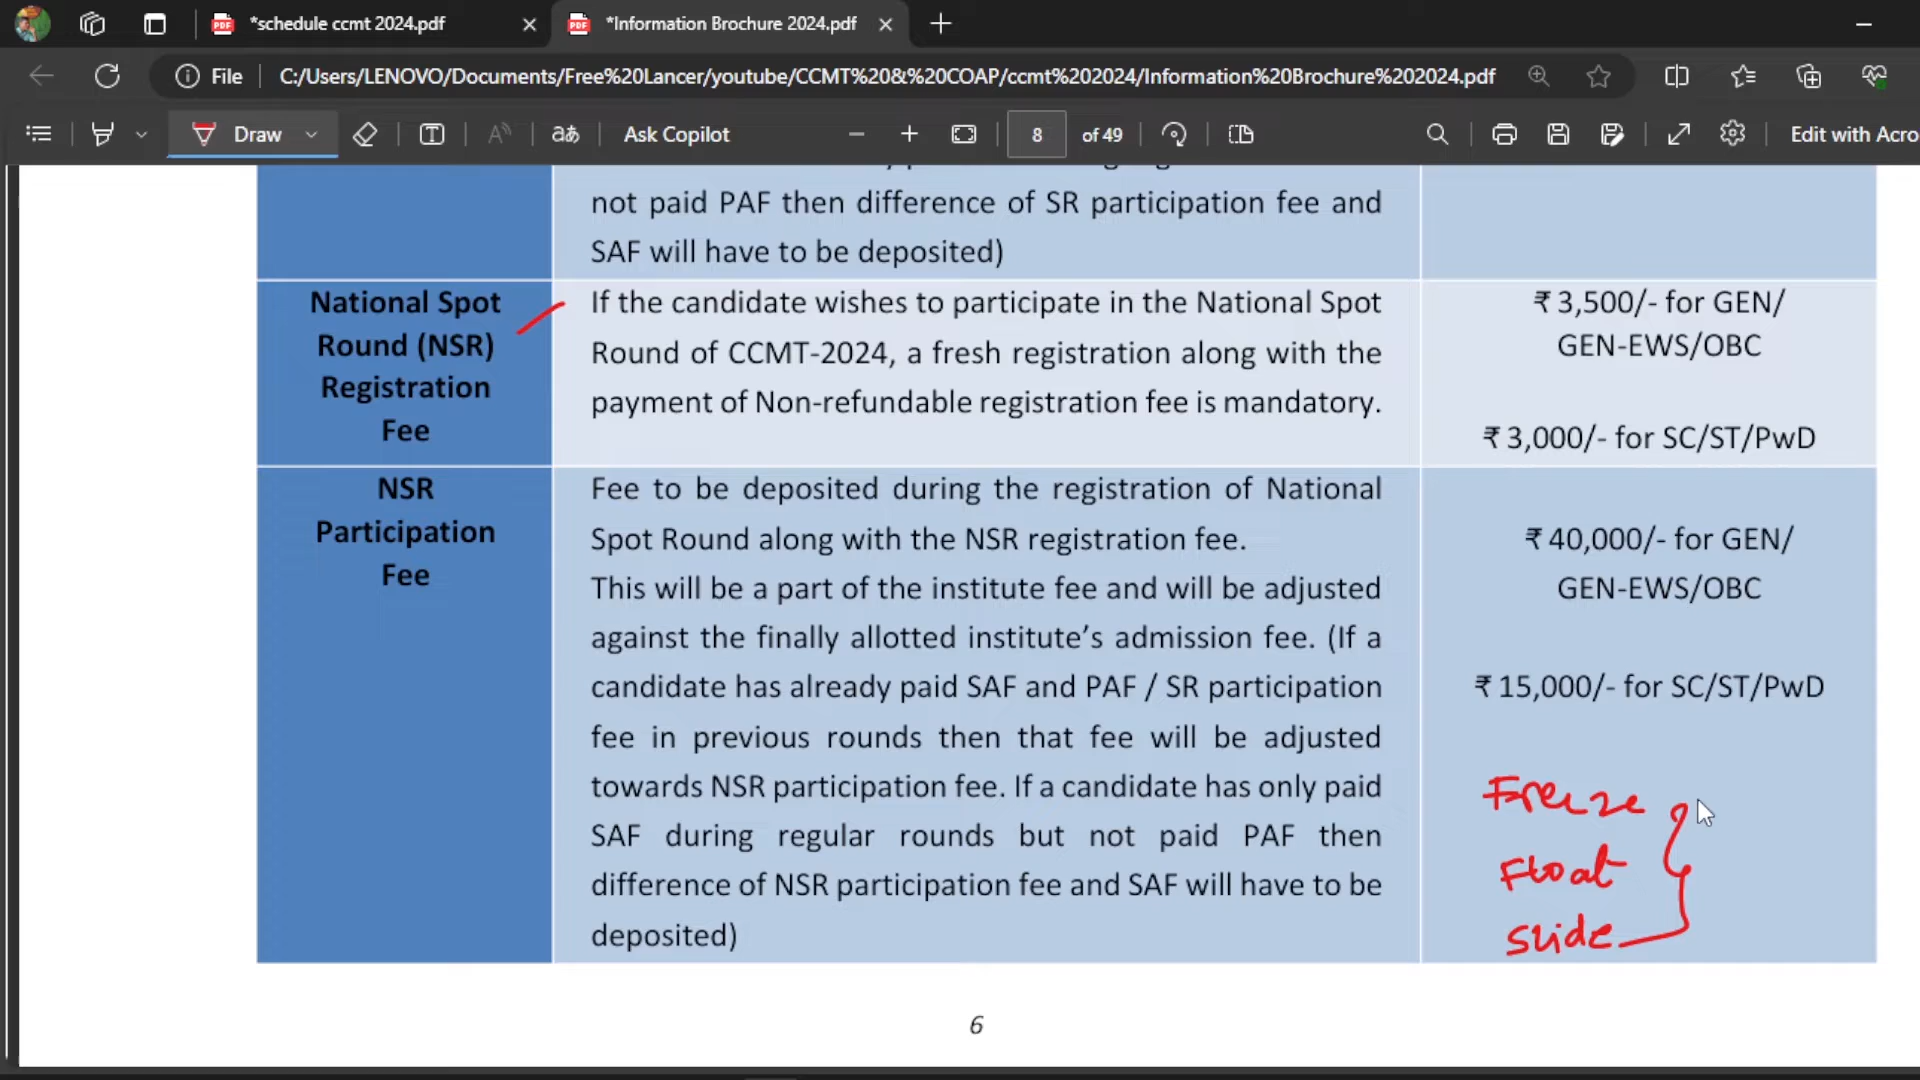 *schedule ccmt 2024.pdf
*Information Brochure 2024.pdf
File
C:/Users/LENOVO/Documents/Free%20Lancer/youtube/CCMT%20&%20COAP/ccmt%202024/Information%20Brochure%202024.pdf
Draw
Ask Copilot
8
of 49
Edit with Acro
not paid PAF then difference of SR participation fee and
SAF will have to be deposited)
National Spot
Round (NSR)
Registration
Fee
If the candidate wishes to participate in the National Spot
Round of CCMT-2024, a fresh registration along with the
payment of Non-refundable registration fee is mandatory.
₹ 3,500/- for GEN/
GEN-EWS/OBC
₹ 3,000/- for SC/ST/PwD
NSR
Participation
Fee
Fee to be deposited during the registration of National
Spot Round along with the NSR registration fee.
This will be a part of the institute fee and will be adjusted
against the finally allotted institute’s admission fee. (If a
candidate has already paid SAF and PAF / SR participation
fee in previous rounds then that fee will be adjusted
towards NSR participation fee. If a candidate has only paid
SAF during regular rounds but not paid PAF then
difference of NSR participation fee and SAF will have to be
deposited)
₹ 40,000/- for GEN/
GEN-EWS/OBC
₹ 15,000/- for SC/ST/PwD
Freeze
Float
Slide
6